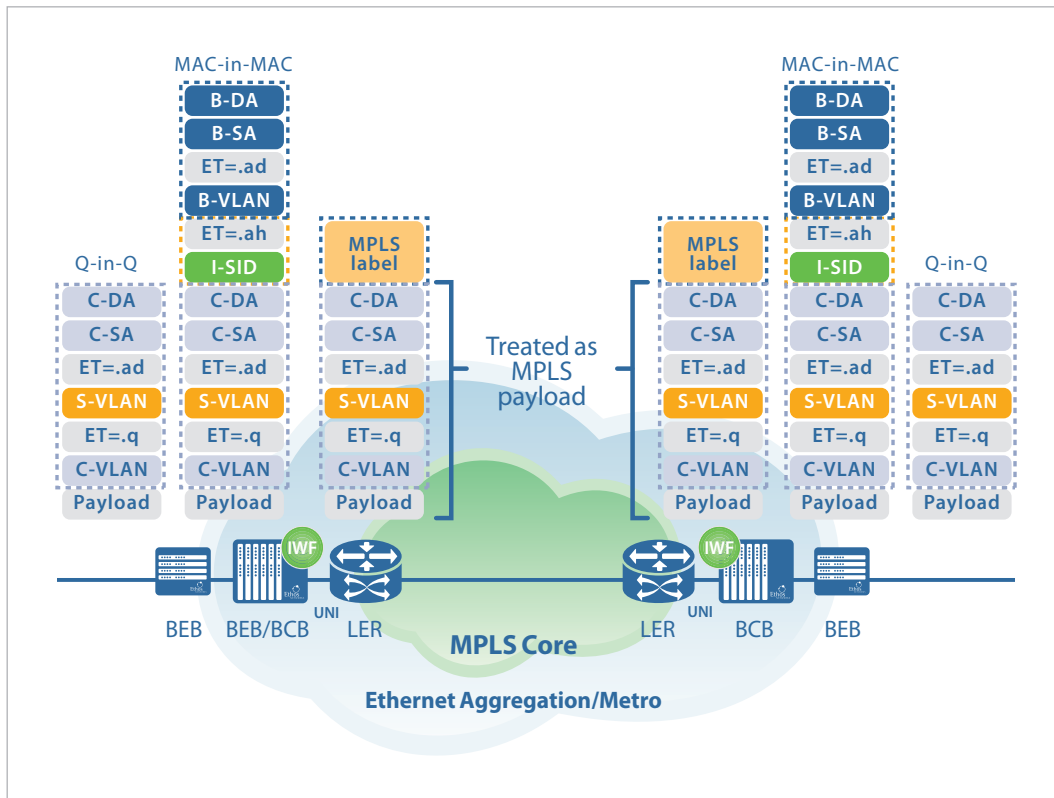 MAC-in-MAC
B-DA
B-SA
ET=.ad
B-VLAN
ET=.ah
I-SID
C-DA
C-SA
ET=.ad
S-VLAN
ET=.q
C-VLAN
Payload
Q-in-Q
C-DA
C-SA
ET=.ad
S-VLAN
ET=.q
C-VLAN
Payload
MPLS
label
C-DA
C-SA
ET=.ad
S-VLAN
ET=.q
C-VLAN
Payload
Treated as
MPLS
payload
MPLS
label
C-DA
C-SA
ET=.ad
S-VLAN
ET=.q
C-VLAN
Payload
MAC-in-MAC
B-DA
B-SA
ET=.ad
B-VLAN
ET=.ah
I-SID
C-DA
C-SA
ET=.ad
S-VLAN
ET=.q
C-VLAN
Payload
Q-in-Q
C-DA
C-SA
ET=.ad
S-VLAN
ET=.q
C-VLAN
Payload
IWF
IWF
Ethos
Ethos
Ethos
Ethos
BEB
BEB/BCB
UNI
LER
LER
UNI
BCB
BEB
MPLS Core
Ethernet Aggregation/Metro